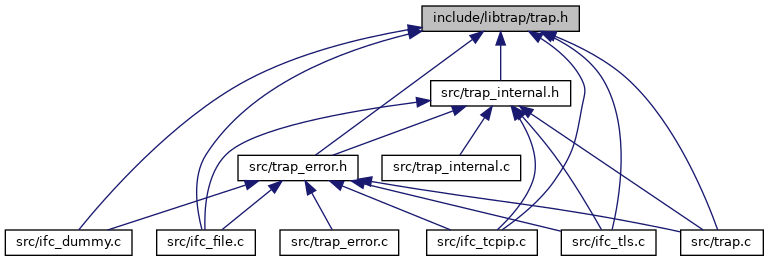 include/libtrap/trap.h
src/trap_internal.h
src/trap_error.h
src/trap_internal.c
src/ifc_dummy.c
src/ifc_file.c
src/trap_error.c
src/ifc_tcpip.c
src/ifc_tls.c
src/trap.c